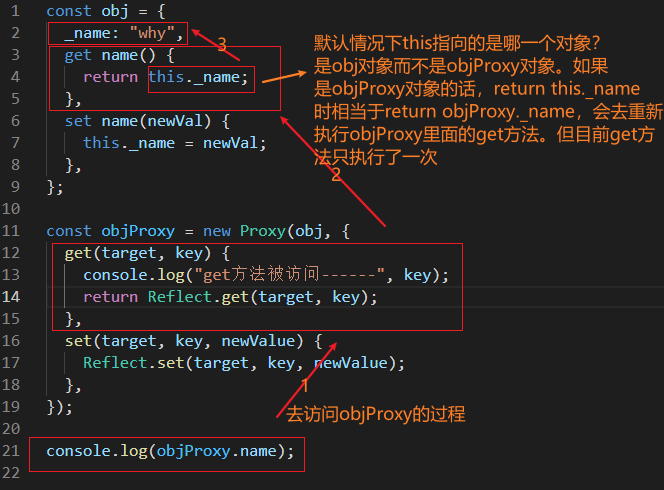 1 const obj = {
2 _name: "why",
3
3 get name() {
4 return this._name;
5 },
6 set name(newVal) {
7 this._name = newVal;
8 },
9 };
默认情况下this指向的是哪一个对象？
是obj对象而不是objProxy对象。如果
是objProxy对象的话，return this._name
时相当于return objProxy._name，会去重新
执行objProxy里面的get方法。但目前get方
法只执行了一次
2
10
11 const objProxy = new Proxy(obj, {
12 get(target, key) {
13 console.log("get方法被访问------", key);
14 return Reflect.get(target, key);
15 },
16 set(target, key, newValue) {
17 Reflect.set(target, key, newValue);
18 },
1
19 });
去访问objProxy的过程
20
21 console.log(objProxy.name);
22